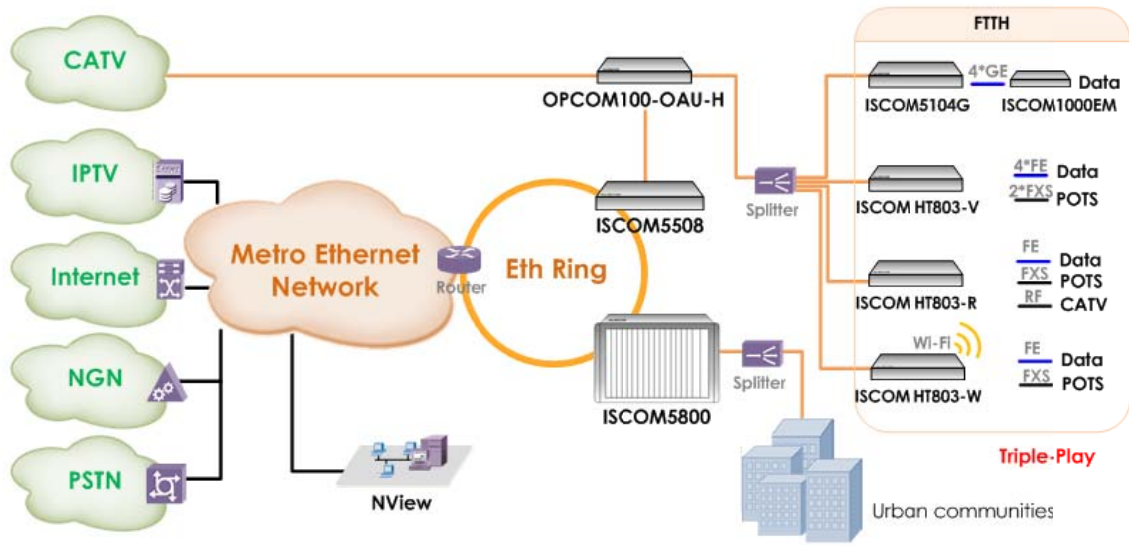 FTTH
CATV
OPCOM100-OAU-H
ISCOM5104G
4*GE
Data
ISCOM1000EM
IPTV
4*FE
Data
2*FXS
POTS
Splitter
ISCOM HT803-V
ISCOM5508
Metro Ethernet
Network
Router
Eth Ring
Internet
FE
Data
FXS
POTS
RF
CATV
ISCOM HT803-R
Wi-Fi
FE
Data
FXS
POTS
ISCOM HT803-W
NGN
Splitter
ISCOM5800
PSTN
NView
Triple-Play
Urban communities